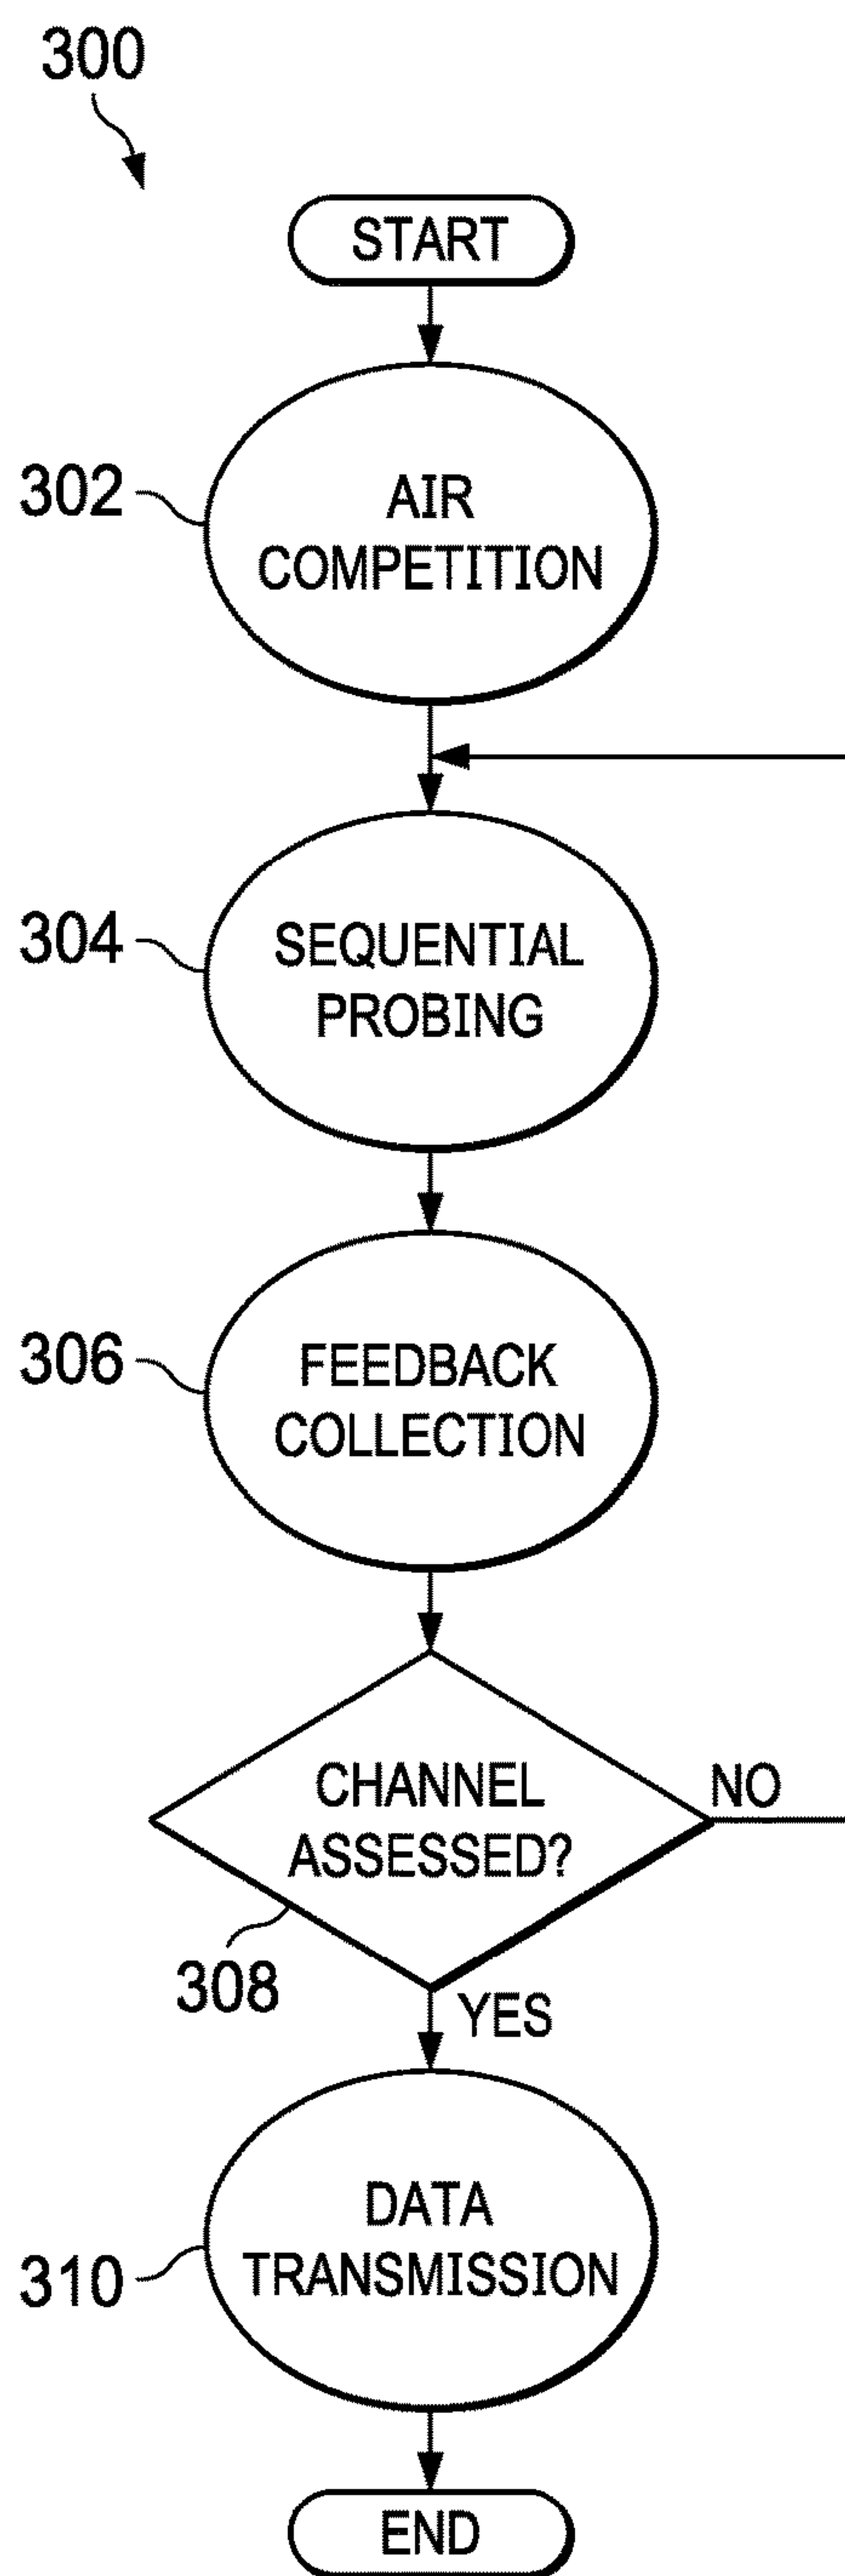 300
START
302
AIR
COMPETITION
304
SEQUENTIAL
PROBING
306
FEEDBACK
COLLECTION
CHANNEL
ASSESSED?
NO
308
YES
310
DATA
TRANSMISSION
END